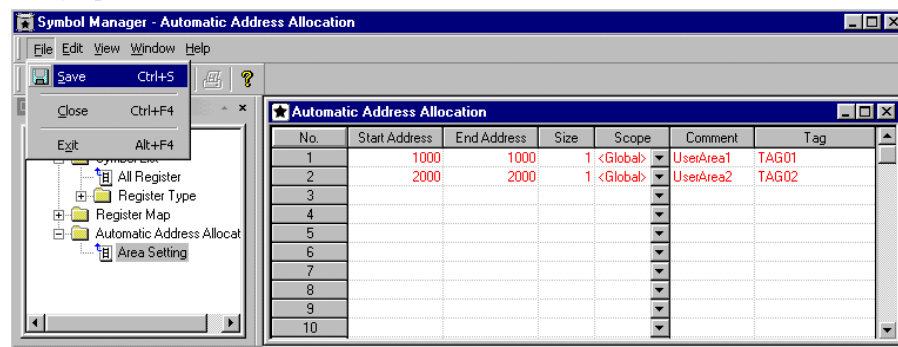 Symbol Manager - Automatic Address Allocation
File Edit View Window Help
Save Ctrl+S
Close Ctrl+F4
Exit Alt+F4
All Register
Register Type
Register Map
Automatic Address Allocat
Area Setting
Automatic Address Allocation
No. Start Address End Address Size Scope Comment Tag
1 1000 1000 1 <Global> UserArea1 TAG01
2 2000 2000 1 <Global> UserArea2 TAG02
3
4
5
6
7
8
9
10